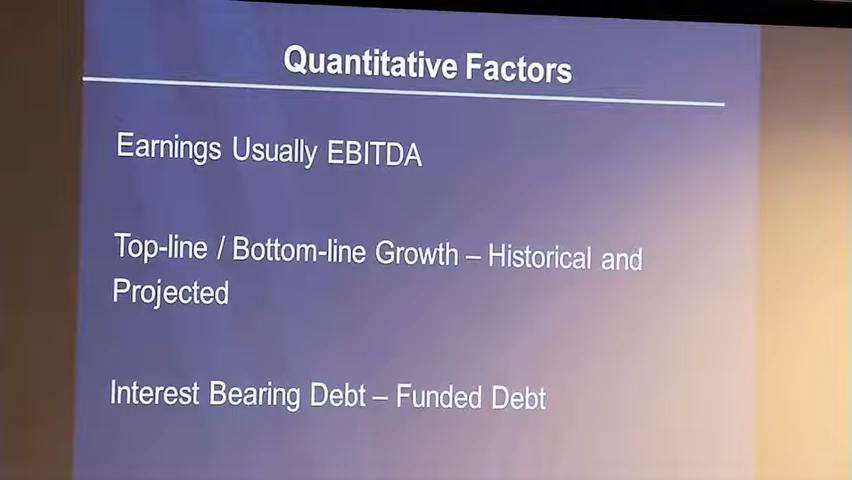 Quantitative Factors
Earnings Usually EBITDA
Top-line / Bottom-line Growth – Historical and
Projected
Interest Bearing Debt – Funded Debt